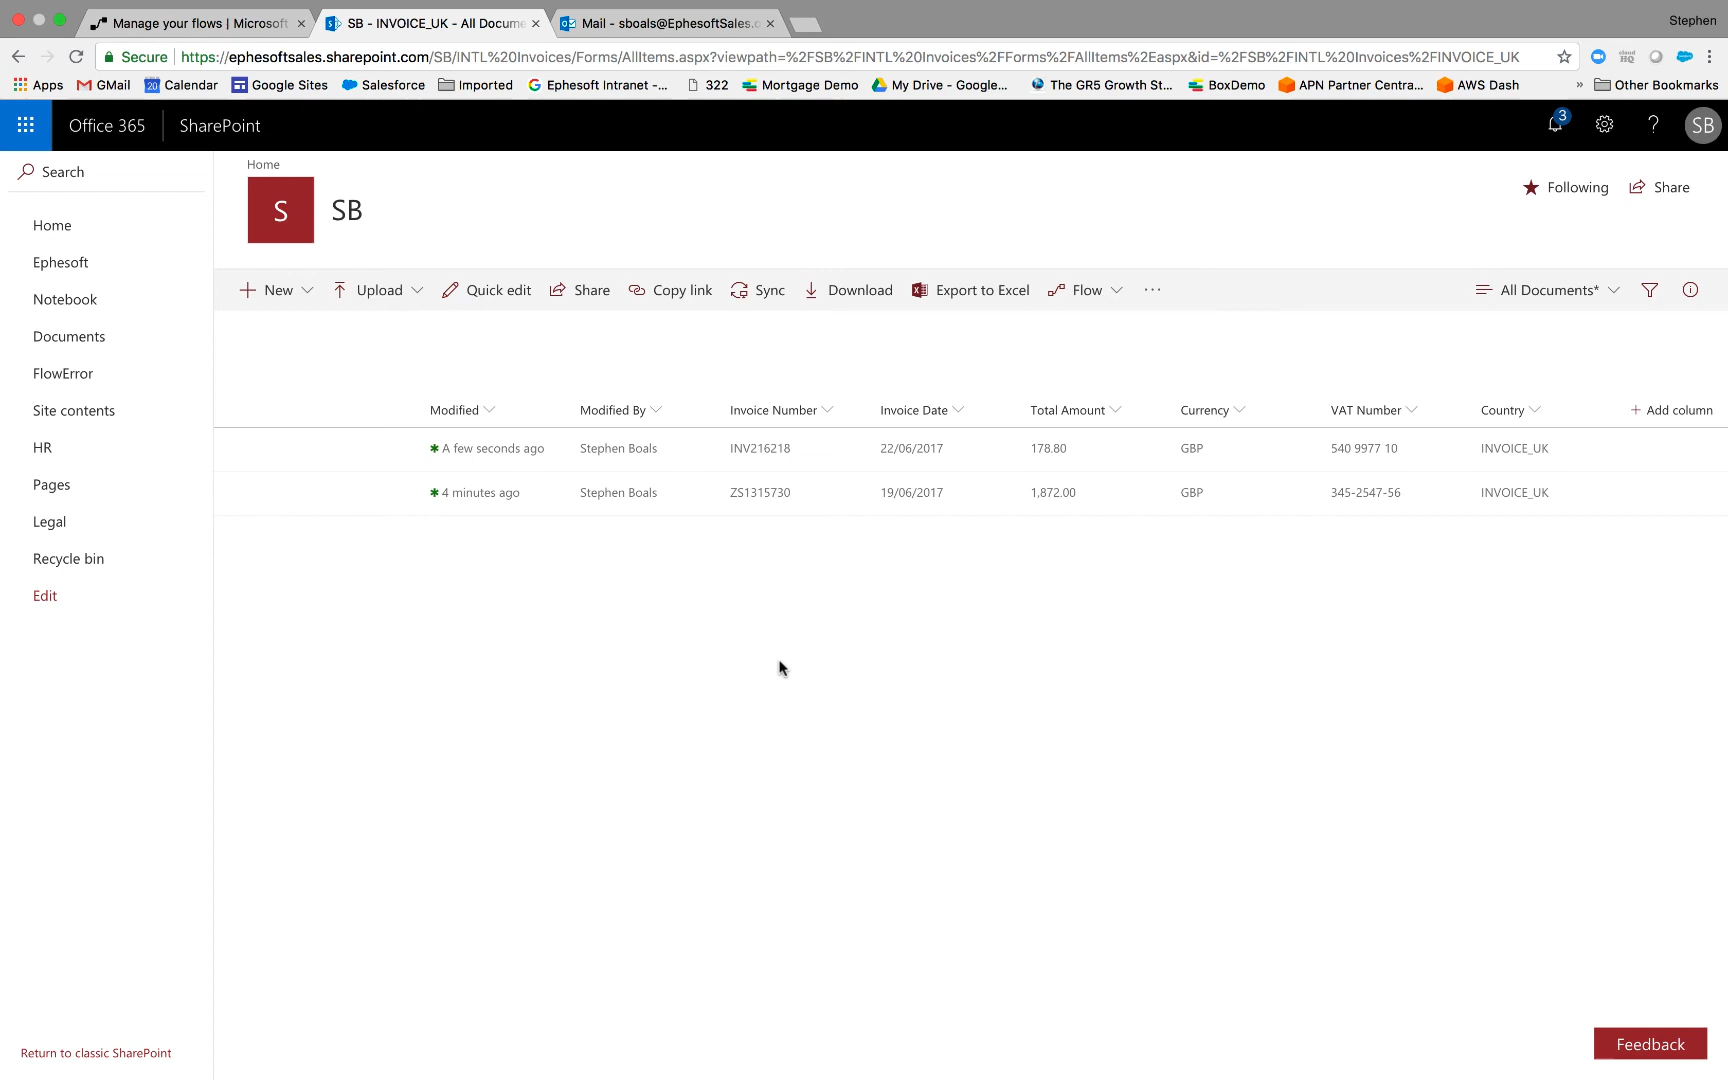 Manage your flows | Microsoft
SB - INVOICE_UK - All Docume
Mail - sboals@EphesoftSales.c
Stephen
Secure
https://ephesoftsales.sharepoint.com/SB/INTL%20Invoices/Forms/AllItems.aspx?viewpath=%2FSB%2FINTL%20Invoices%2FForms%2FAllItems%2Easpx&id=%2FSB%2FINTL%20Invoices%2FINVOICE_UK
Apps GMail 20 Calendar Google Sites Salesforce Imported Ephesoft Intranet -... 322 Mortgage Demo My Drive - Google... The GR5 Growth St... BoxDemo APN Partner Centra... AWS Dash » Other Bookmarks
Office 365 SharePoint 3 ? SB
Search
Home
S SB
Following Share
Home
Ephesoft
Notebook
Documents
FlowError
Site contents
HR
Pages
Legal
Recycle bin
Edit
New Upload Quick edit Share Copy link Sync Download Export to Excel Flow ··· All Documents*
Modified Modified By Invoice Number Invoice Date Total Amount Currency VAT Number Country + Add column
A few seconds ago Stephen Boals INV216218 22/06/2017 178.80 GBP 540 9977 10 INVOICE_UK
4 minutes ago Stephen Boals ZS1315730 19/06/2017 1,872.00 GBP 345-2547-56 INVOICE_UK
Return to classic SharePoint
Feedback